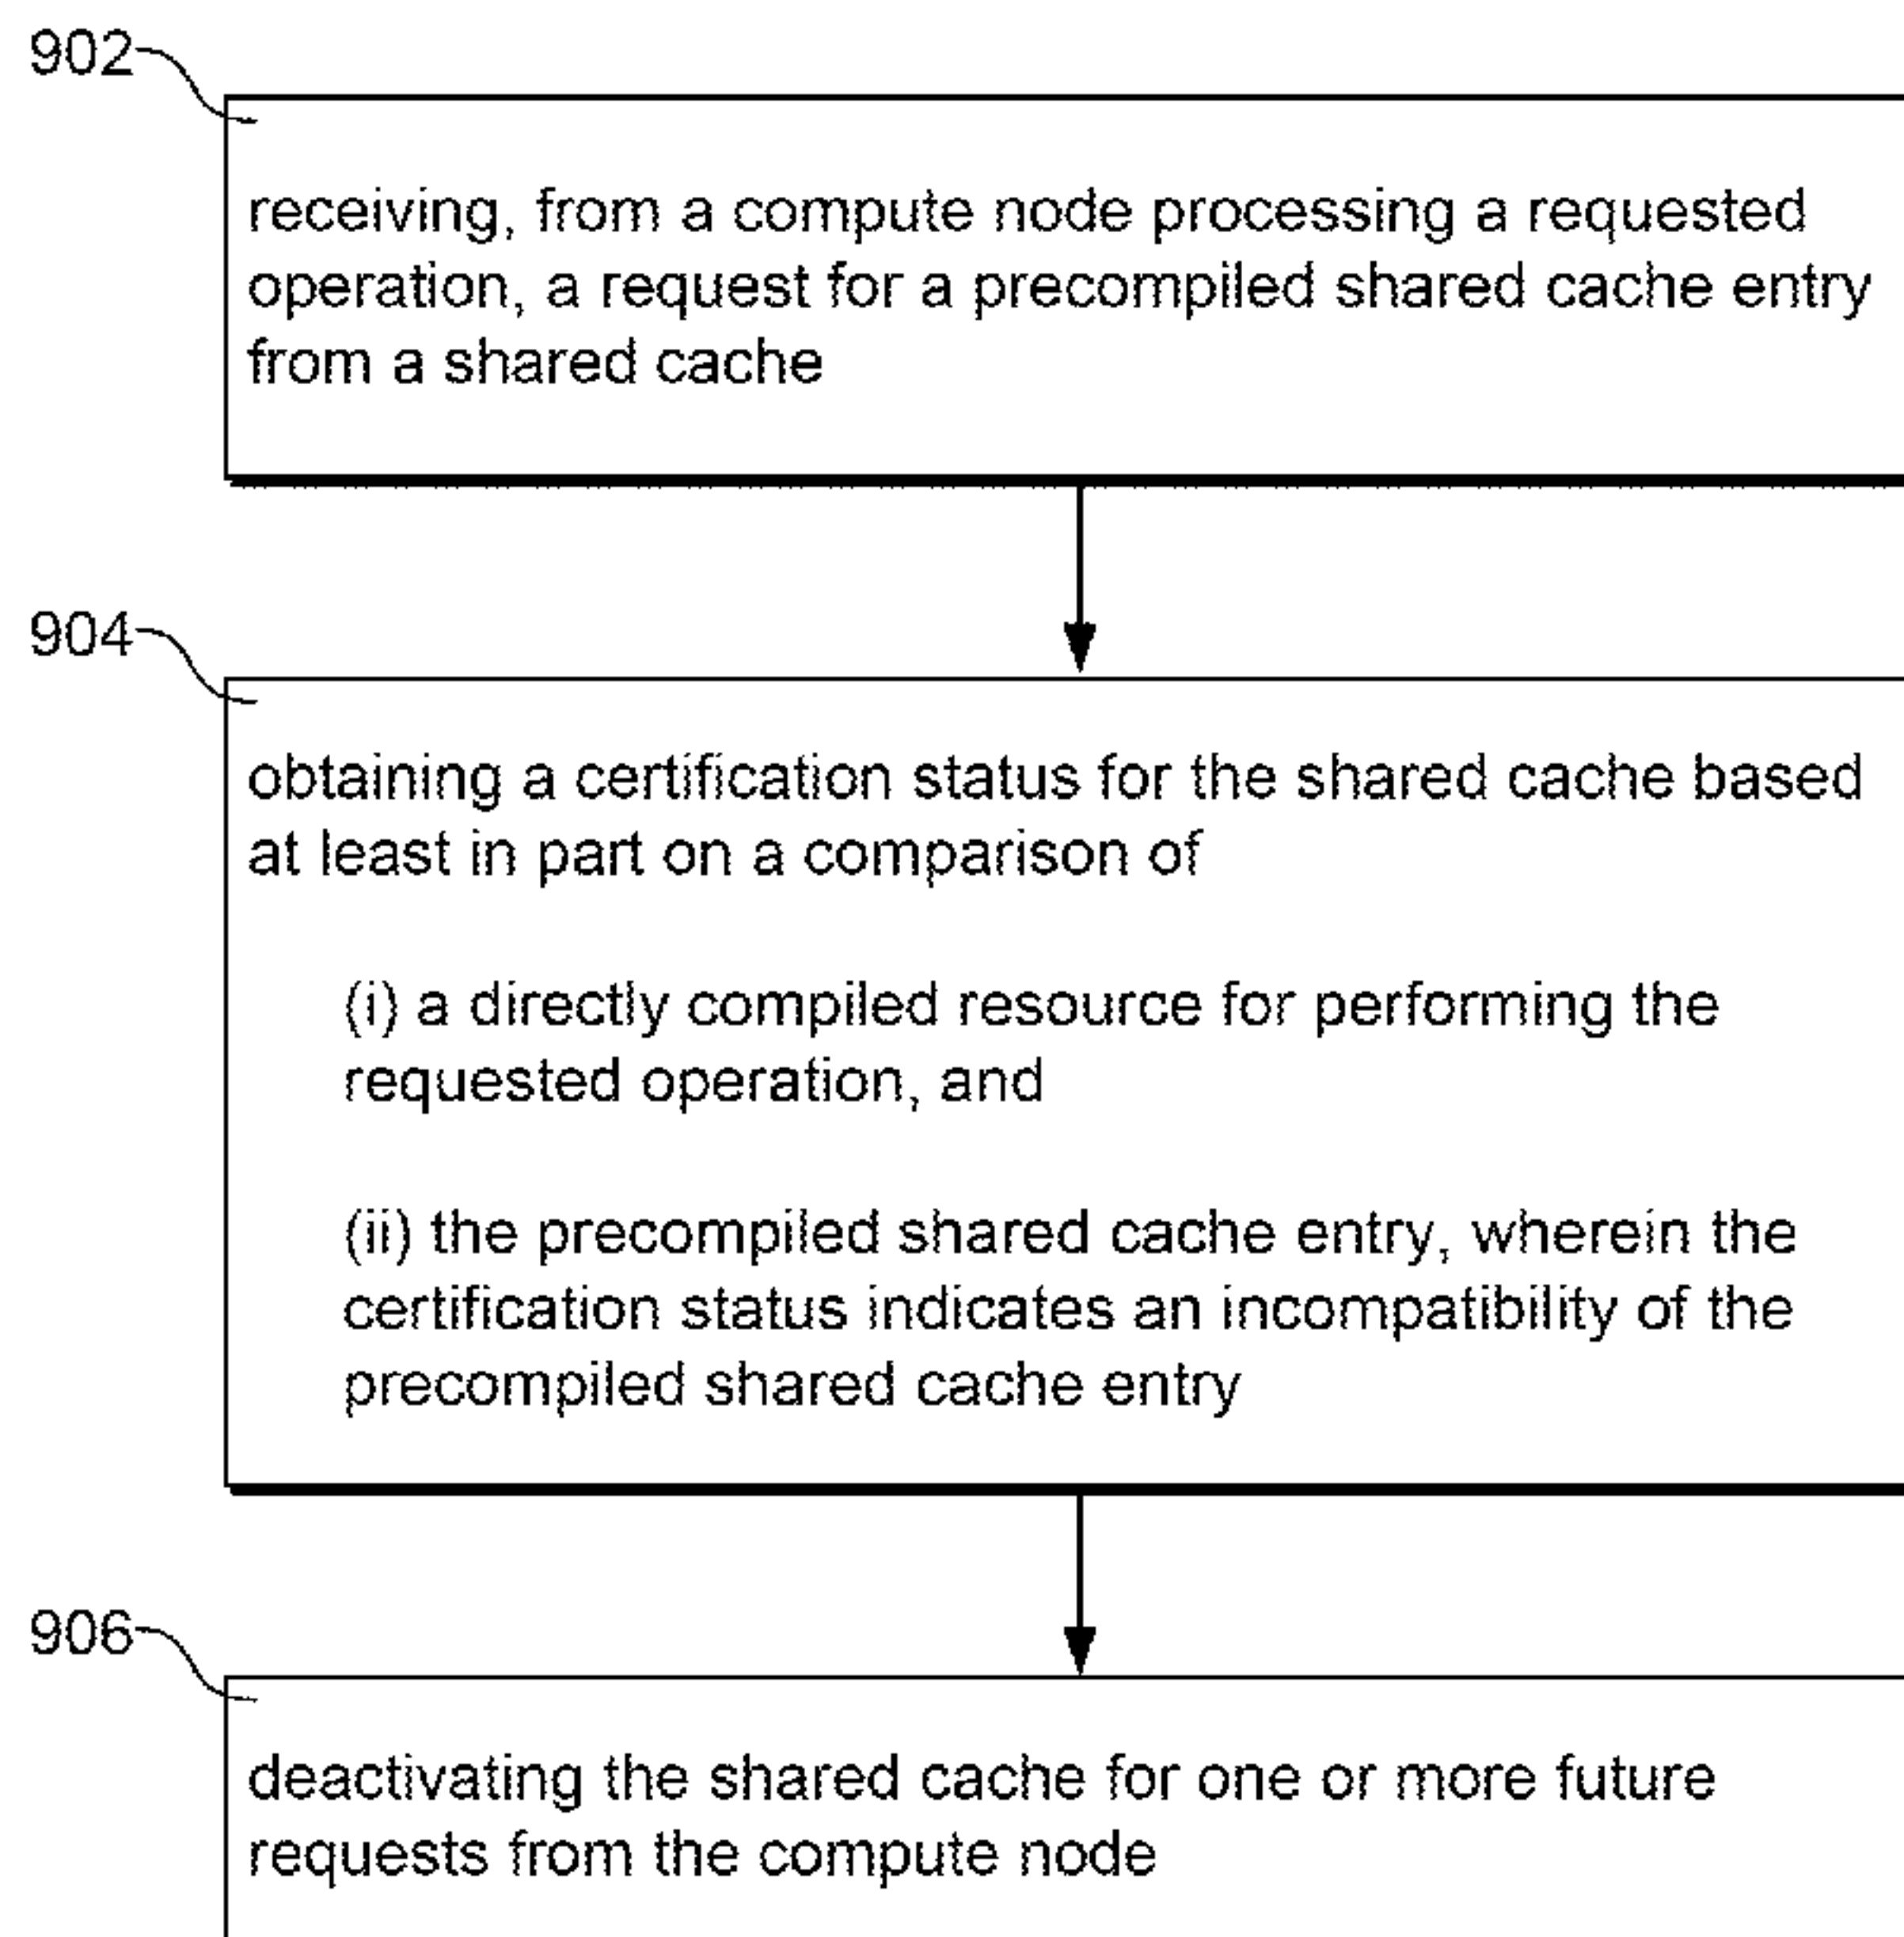 902
receiving, from a compute node processing a requested
operation, a request for a precompiled shared cache entry
from a shared cache
904
obtaining a certification status for the shared cache based
at least in part on a comparison of
(i) a directly compiled resource for performing the
requested operation, and
(ii) the precompiled shared cache entry, wherein the
certification status indicates an incompatibility of the
precompiled shared cache entry
906
deactivating the shared cache for one or more future
requests from the compute node